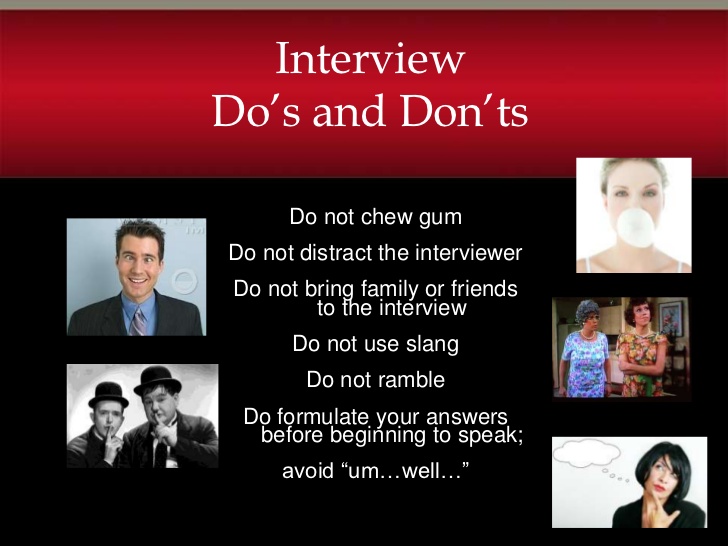 Interview
Do’s and Don’ts
Do not chew gum
Do not distract the interviewer
Do not bring family or friends
to the interview
Do not use slang
Do not ramble
Do formulate your answers
before beginning to speak;
avoid “um…well…”